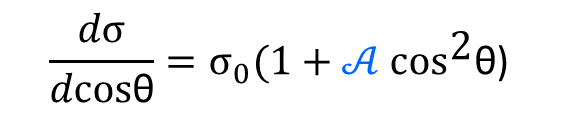 dσ/dcosθ = σ₀(1 + 𝒜 cos²θ)